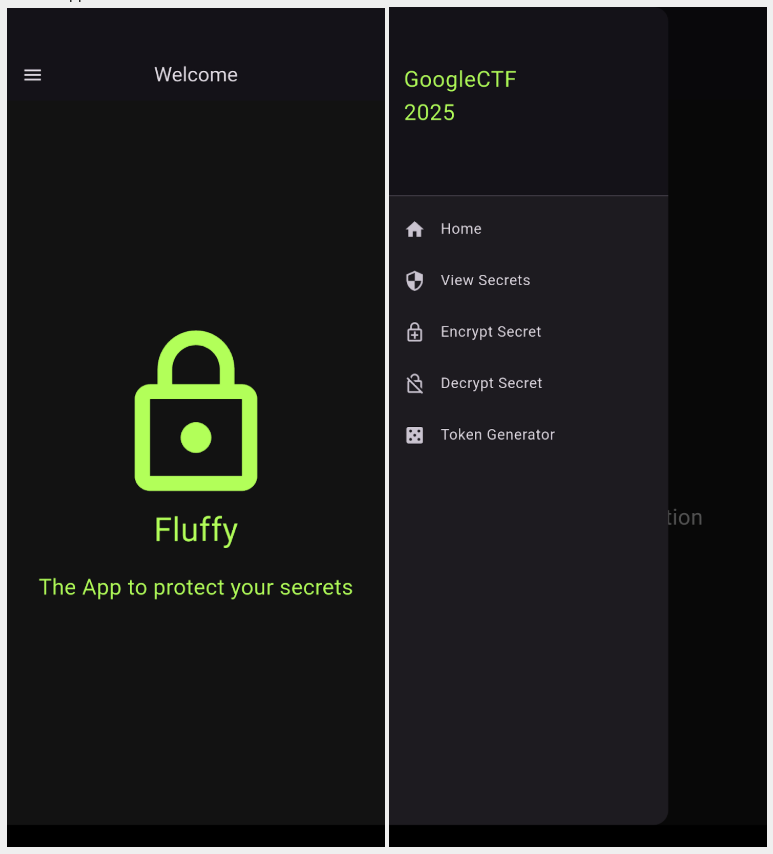 Welcome
Fluffy
The App to protect your secrets
GoogleCTF
2025
Home
View Secrets
Encrypt Secret
Decrypt Secret
Token Generator
tion